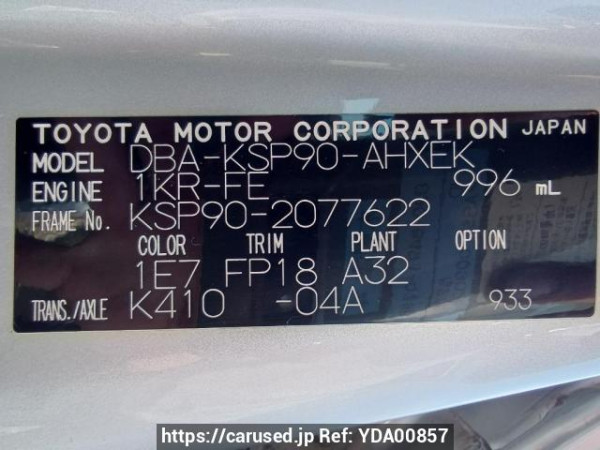 TOYOTA MOTOR CORPORATION JAPAN
MODEL DBA-KSP90-AHXEK
ENGINE 1KR-FE 996 mL
FRAME No. KSP90-2077622
COLOR TRIM PLANT OPTION
1E7 FP18 A32
TRANS./AXLE K410 -04A 933
https://carused.jp Ref: YDA00857